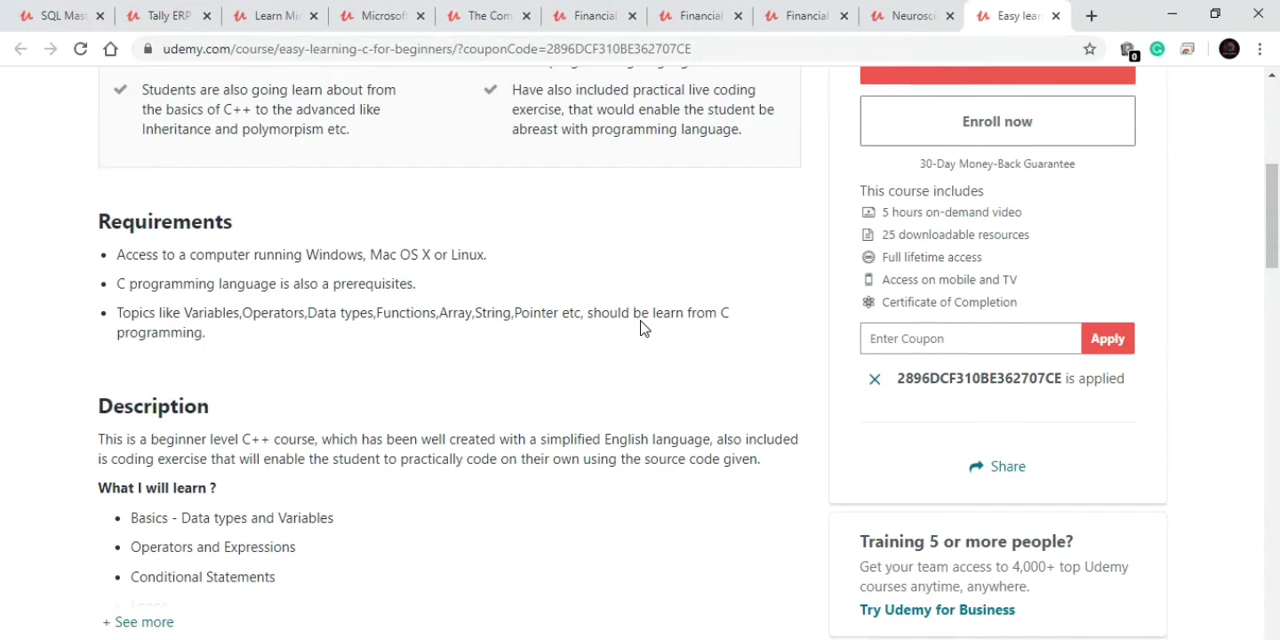 SQL Mast
Tally ERP
Learn Mic
Microsoft
The Com
Financial
Financial
Financial
Neurosci
Easy lear
udemy.com/course/easy-learning-c-for-beginners/?couponCode=2896DCF310BE362707CE
0
Students are also going learn about from
the basics of C++ to the advanced like
Inheritance and polymorpism etc.
Have also included practical live coding
exercise, that would enable the student be
abreast with programming language.
Requirements
Access to a computer running Windows, Mac OS X or Linux.
C programming language is also a prerequisites.
Topics like Variables,Operators,Data types,Functions,Array,String,Pointer etc, should be learn from C
programming.
Description
This is a beginner level C++ course, which has been well created with a simplified English language, also included
is coding exercise that will enable the student to practically code on their own using the source code given.
What I will learn ?
Basics - Data types and Variables
Operators and Expressions
Conditional Statements
Loops
+ See more
Enroll now
30-Day Money-Back Guarantee
This course includes
5 hours on-demand video
25 downloadable resources
Full lifetime access
Access on mobile and TV
Certificate of Completion
Enter Coupon
Apply
2896DCF310BE362707CE is applied
Share
Training 5 or more people?
Get your team access to 4,000+ top Udemy
courses anytime, anywhere.
Try Udemy for Business